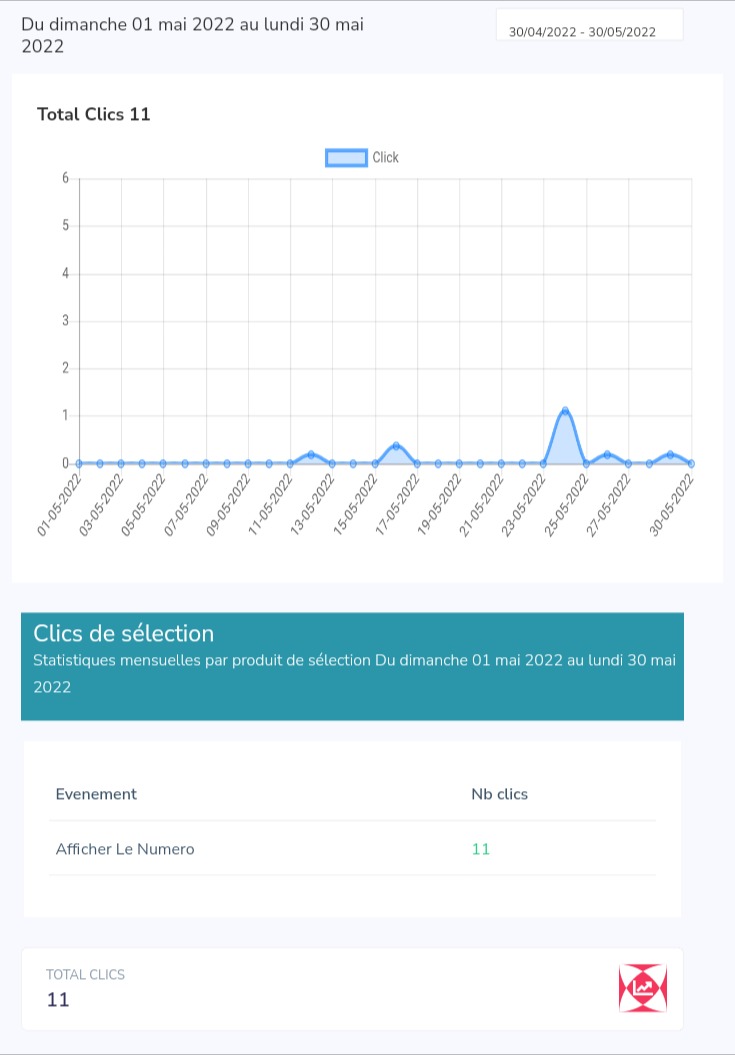 Du dimanche 01 mai 2022 au lundi 30 mai
2022
30/04/2022 - 30/05/2022
Total Clics 11
Click
6
5
4
3
2
1
0
01-05-2022
03-05-2022
05-05-2022
07-05-2022
09-05-2022
11-05-2022
13-05-2022
15-05-2022
17-05-2022
19-05-2022
21-05-2022
23-05-2022
25-05-2022
27-05-2022
30-05-2022
Clics de sélection
Statistiques mensuelles par produit de sélection Du dimanche 01 mai 2022 au lundi 30 mai
2022
Evenement Nb clics
Afficher Le Numero 11
TOTAL CLICS
11